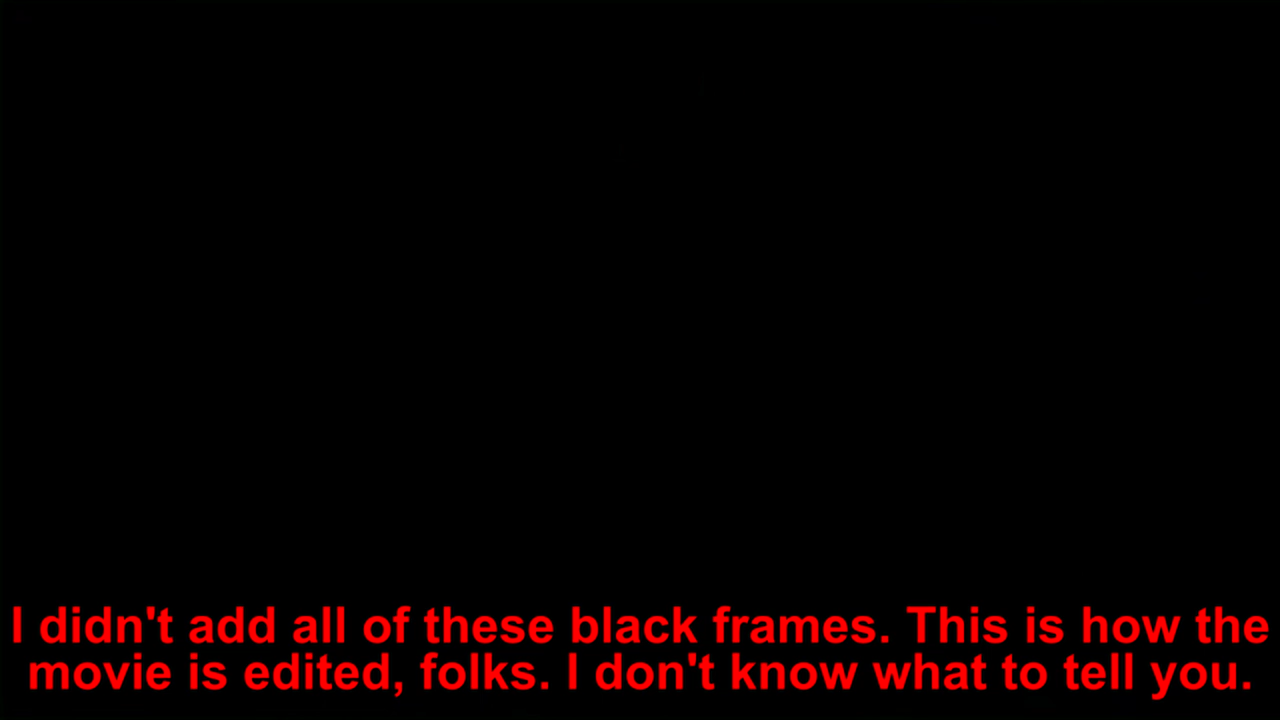 I didn't add all of these black frames. This is how the
movie is edited, folks. I don't know what to tell you.